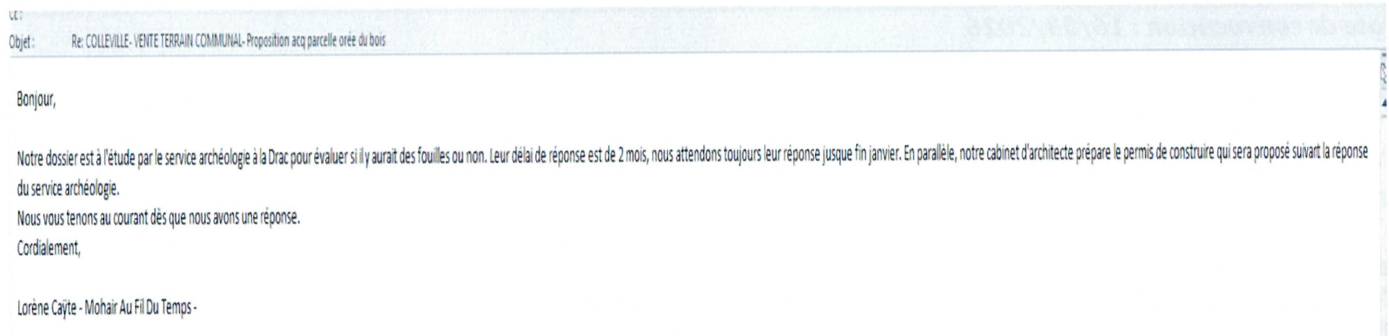 Objet : Re: COLLEVILLE- VENTE TERRAIN COMMUNAL- Proposition acq parcelle orée du bois
Bonjour,
Notre dossier est à l'étude par le service archéologie à la Drac pour évaluer si il y aurait des fouilles ou non. Leur délai de réponse est de 2 mois, nous attendons toujours leur réponse jusque fin janvier. En parallèle, notre cabinet d'architecte prépare le permis de construire qui sera proposé suivant la réponse
du service archéologie.
Nous vous tenons au courant dès que nous avons une réponse.
Cordialement,
Lorène Caÿte - Mohair Au Fil Du Temps -